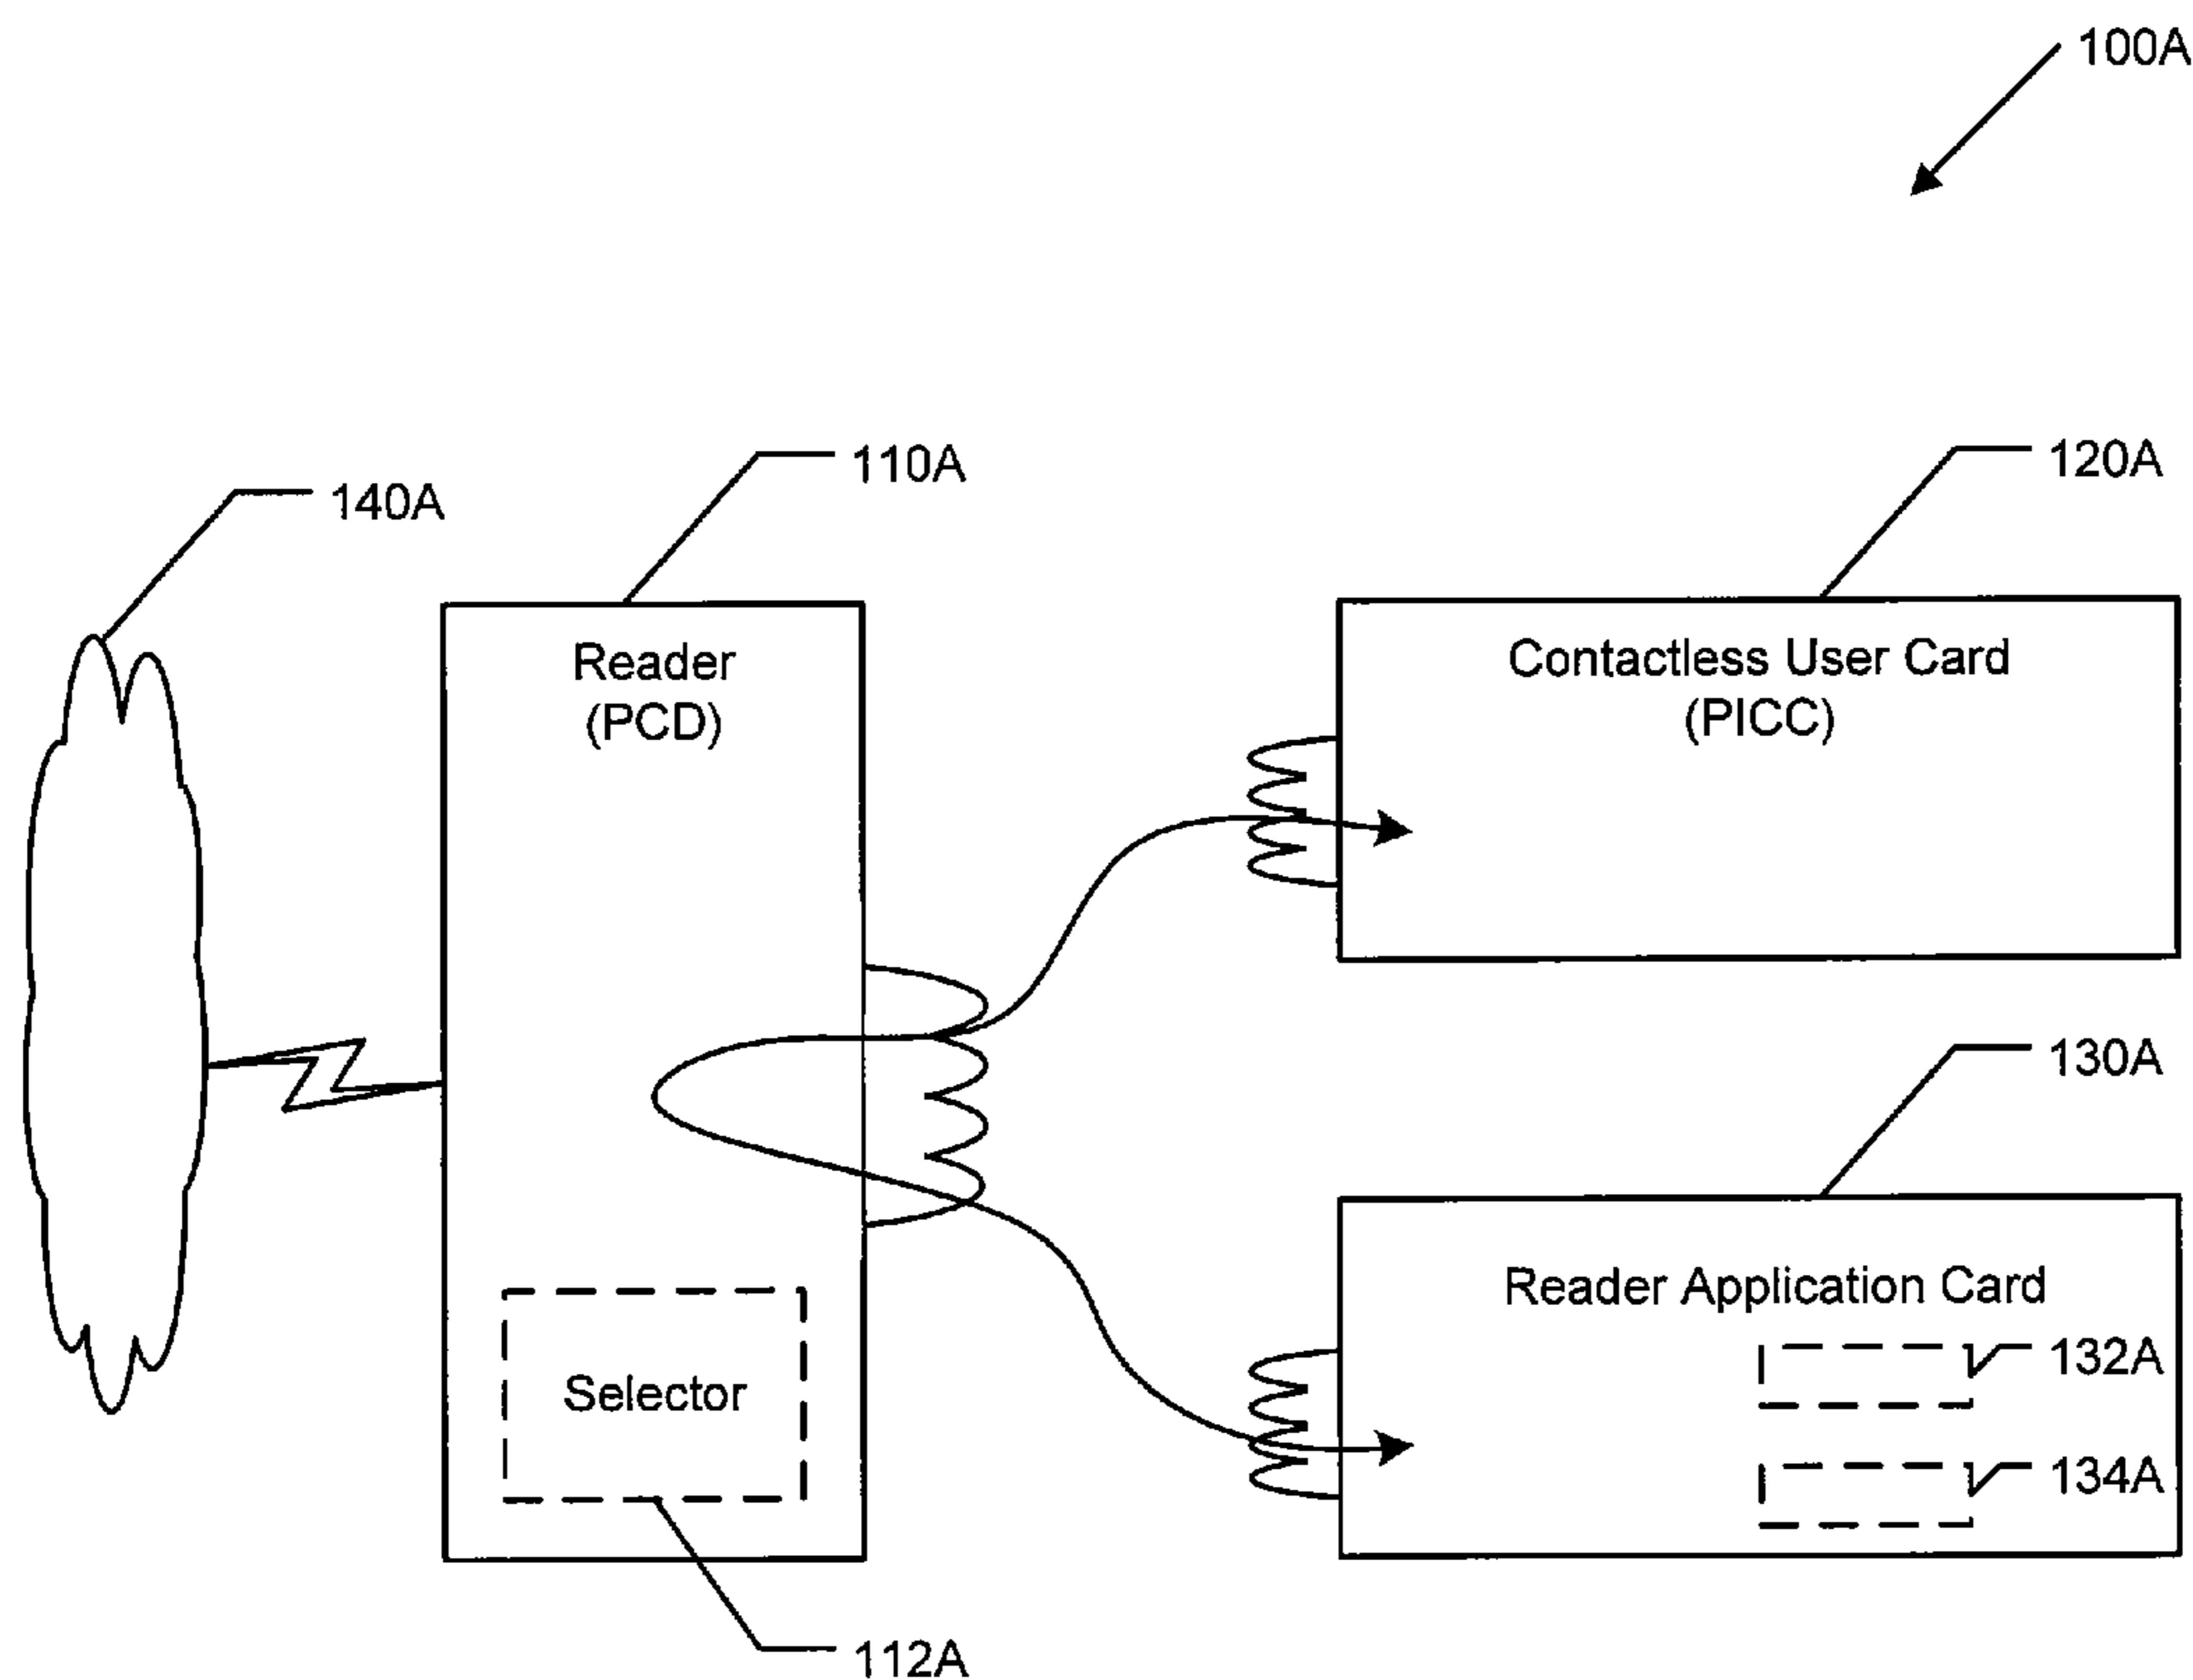 100A
110A
120A
140A
Reader
(PCD)
Contactless User Card
(PICC)
130A
Reader Application Card
132A
Selector
134A
112A